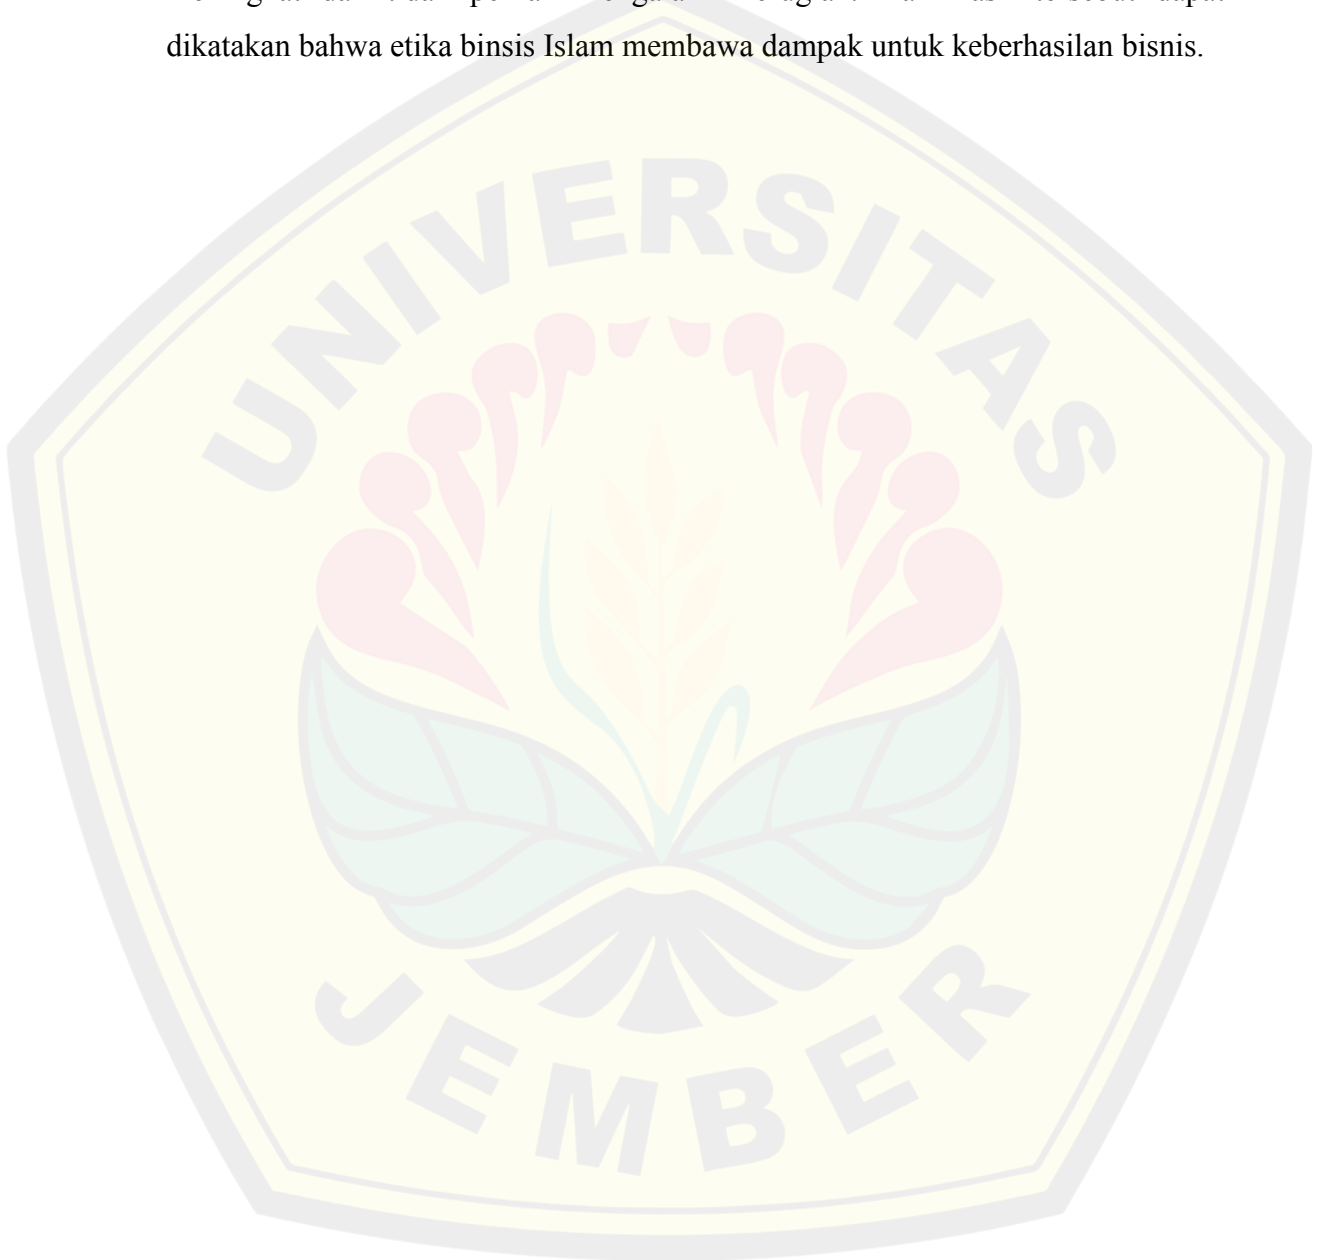 dikatakan bahwa etika binsis Islam membawa dampak untuk keberhasilan bisnis.
UNIVERSITAS
JEMBER